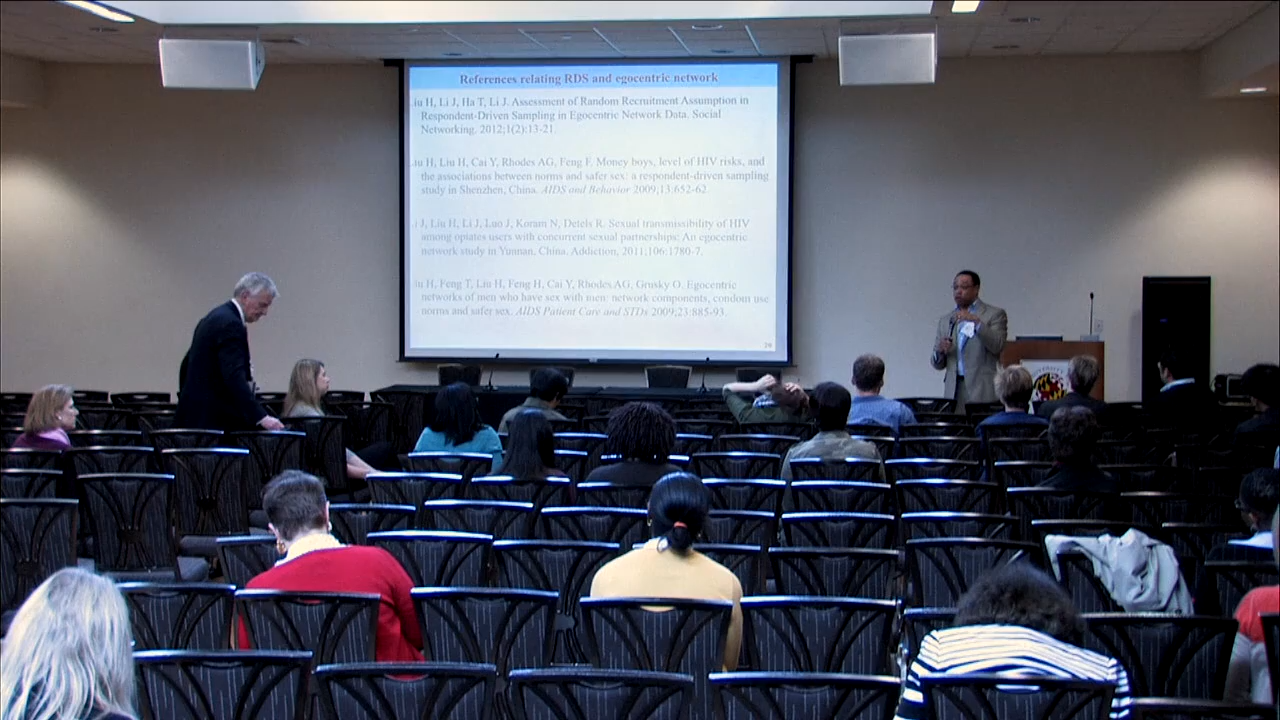 References relating RDS and egocentric network
iu H, Li J, Ha T, Li J. Assessment of Random Recruitment Assumption in
Respondent-Driven Sampling in Egocentric Network Data. Social
Networking. 2012;1(2):13-21.
iu H, Liu H, Cai Y, Rhodes AG, Feng F. Money boys, level of HIV risks, and
the associations between norms and safer sex: a respondent-driven sampling
study in Shenzhen, China. AIDS and Behavior 2009;13:652-62.
i J, Liu H, Li J, Luo J, Koram N, Detels R. Sexual transmissibility of HIV
among opiates users with concurrent sexual partnerships: An egocentric
network study in Yunnan, China. Addiction, 2011;106:1780-7.
iu H, Feng T, Liu H, Feng H, Cai Y, Rhodes AG, Grusky O. Egocentric
networks of men who have sex with men: network components, condom use
norms and safer sex. AIDS Patient Care and STDs 2009;23:885-93.